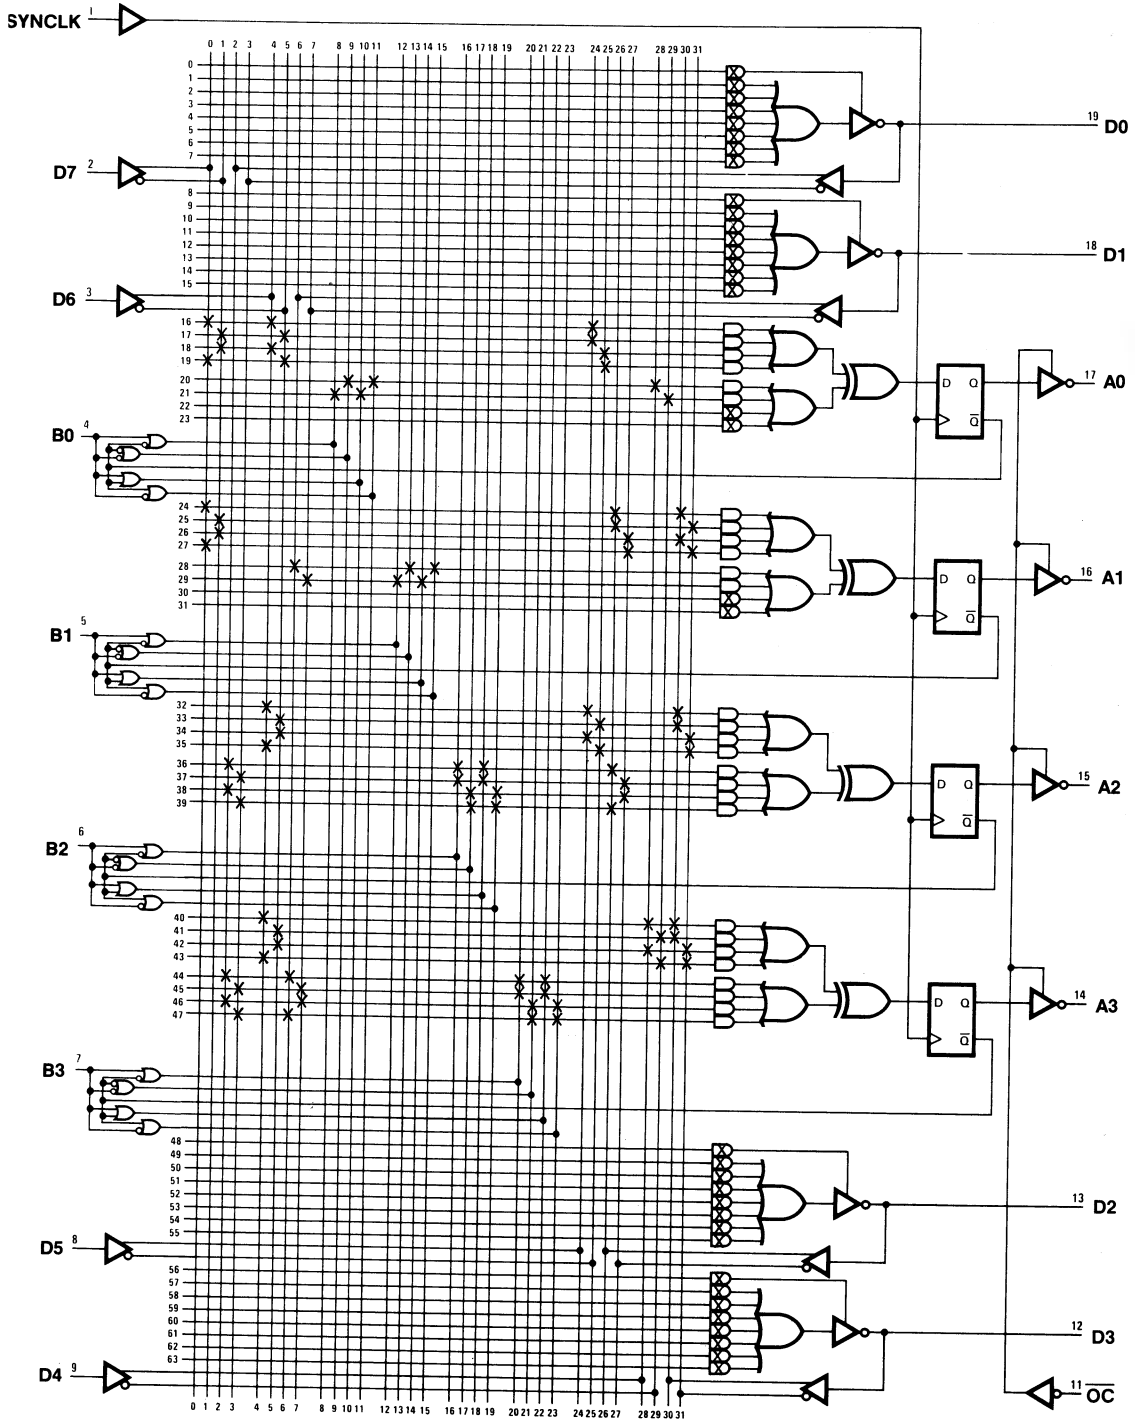 SYNCLK 1
0 1 2 3 4 5 6 7 8 9 10 11 12 13 14 15 16 17 18 19 20 21 22 23 24 25 26 27 28 29 30 31
0
1
2
3
4
5
6
7
19 D0
D7 2
8
9
10
11
12
13
14
15
18 D1
D6 3
16
17
18
19
20
21
22
23
D Q
Q̅
17 A0
B0 4
24
25
26
27
28
29
30
31
D Q
Q̅
16 A1
B1 5
32
33
34
35
36
37
38
39
D Q
Q̅
15 A2
B2 6
40
41
42
43
44
45
46
47
D Q
Q̅
14 A3
B3 7
48
49
50
51
52
53
54
55
13 D2
D5 8
56
57
58
59
60
61
62
63
12 D3
D4 9
11 O̅C̅
0 1 2 3 4 5 6 7 8 9 10 11 12 13 14 15 16 17 18 19 20 21 22 23 24 25 26 27 28 29 30 31